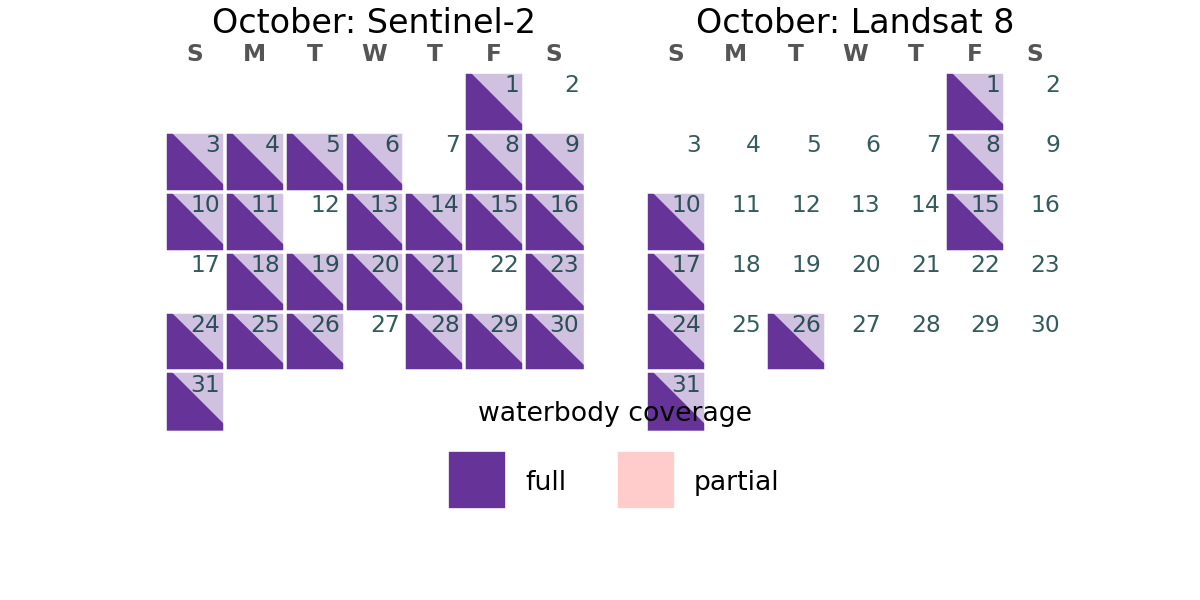 October: Sentinel-2
S M T W T F S
1 2
3 4 5 6 7 8 9
10 11 12 13 14 15 16
17 18 19 20 21 22 23
24 25 26 27 28 29 30
31
October: Landsat 8
S M T W T F S
1 2
3 4 5 6 7 8 9
10 11 12 13 14 15 16
17 18 19 20 21 22 23
24 25 26 27 28 29 30
31
waterbody coverage
full partial